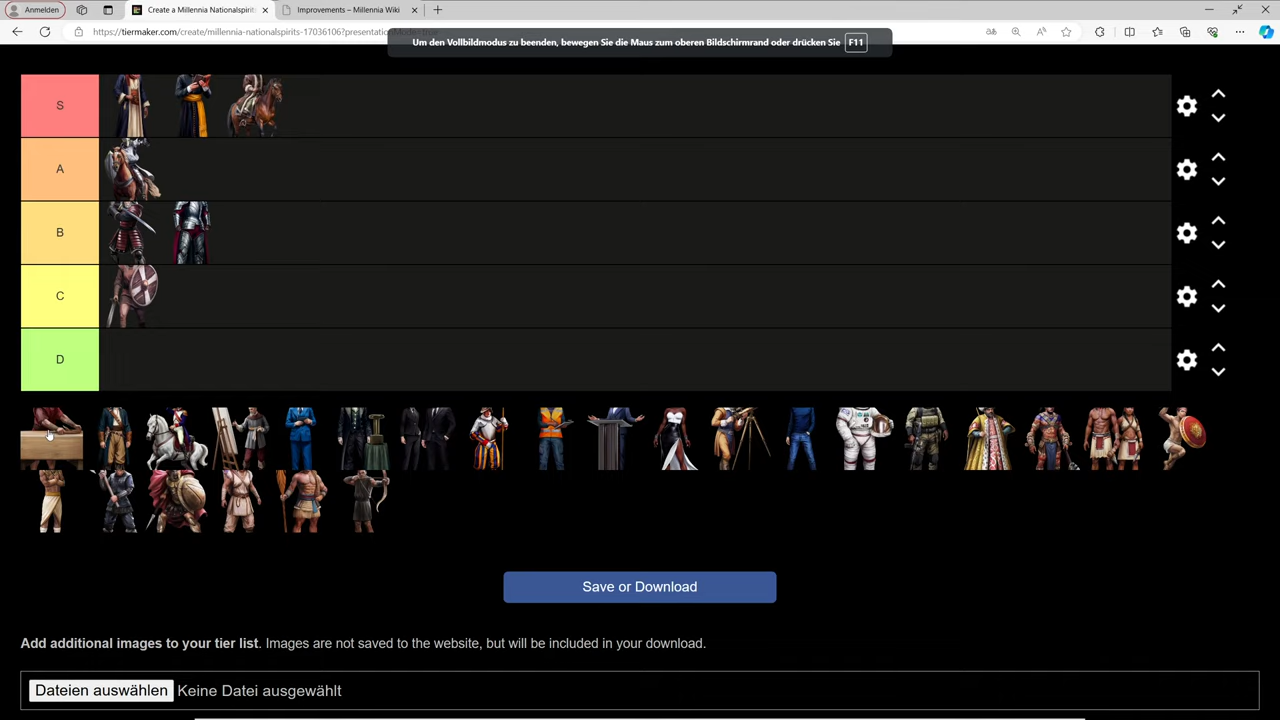 Anmelden
Create a Millennia Nationalspirit
Improvements – Millennia Wiki
https://tiermaker.com/create/millennia-nationalspirits-17036106?presentationMode=true
Um den Vollbildmodus zu beenden, bewegen Sie die Maus zum oberen Bildschirmrand oder drücken Sie F11
S
A
B
C
D
Save or Download
Add additional images to your tier list. Images are not saved to the website, but will be included in your download.
Dateien auswählen Keine Datei ausgewählt